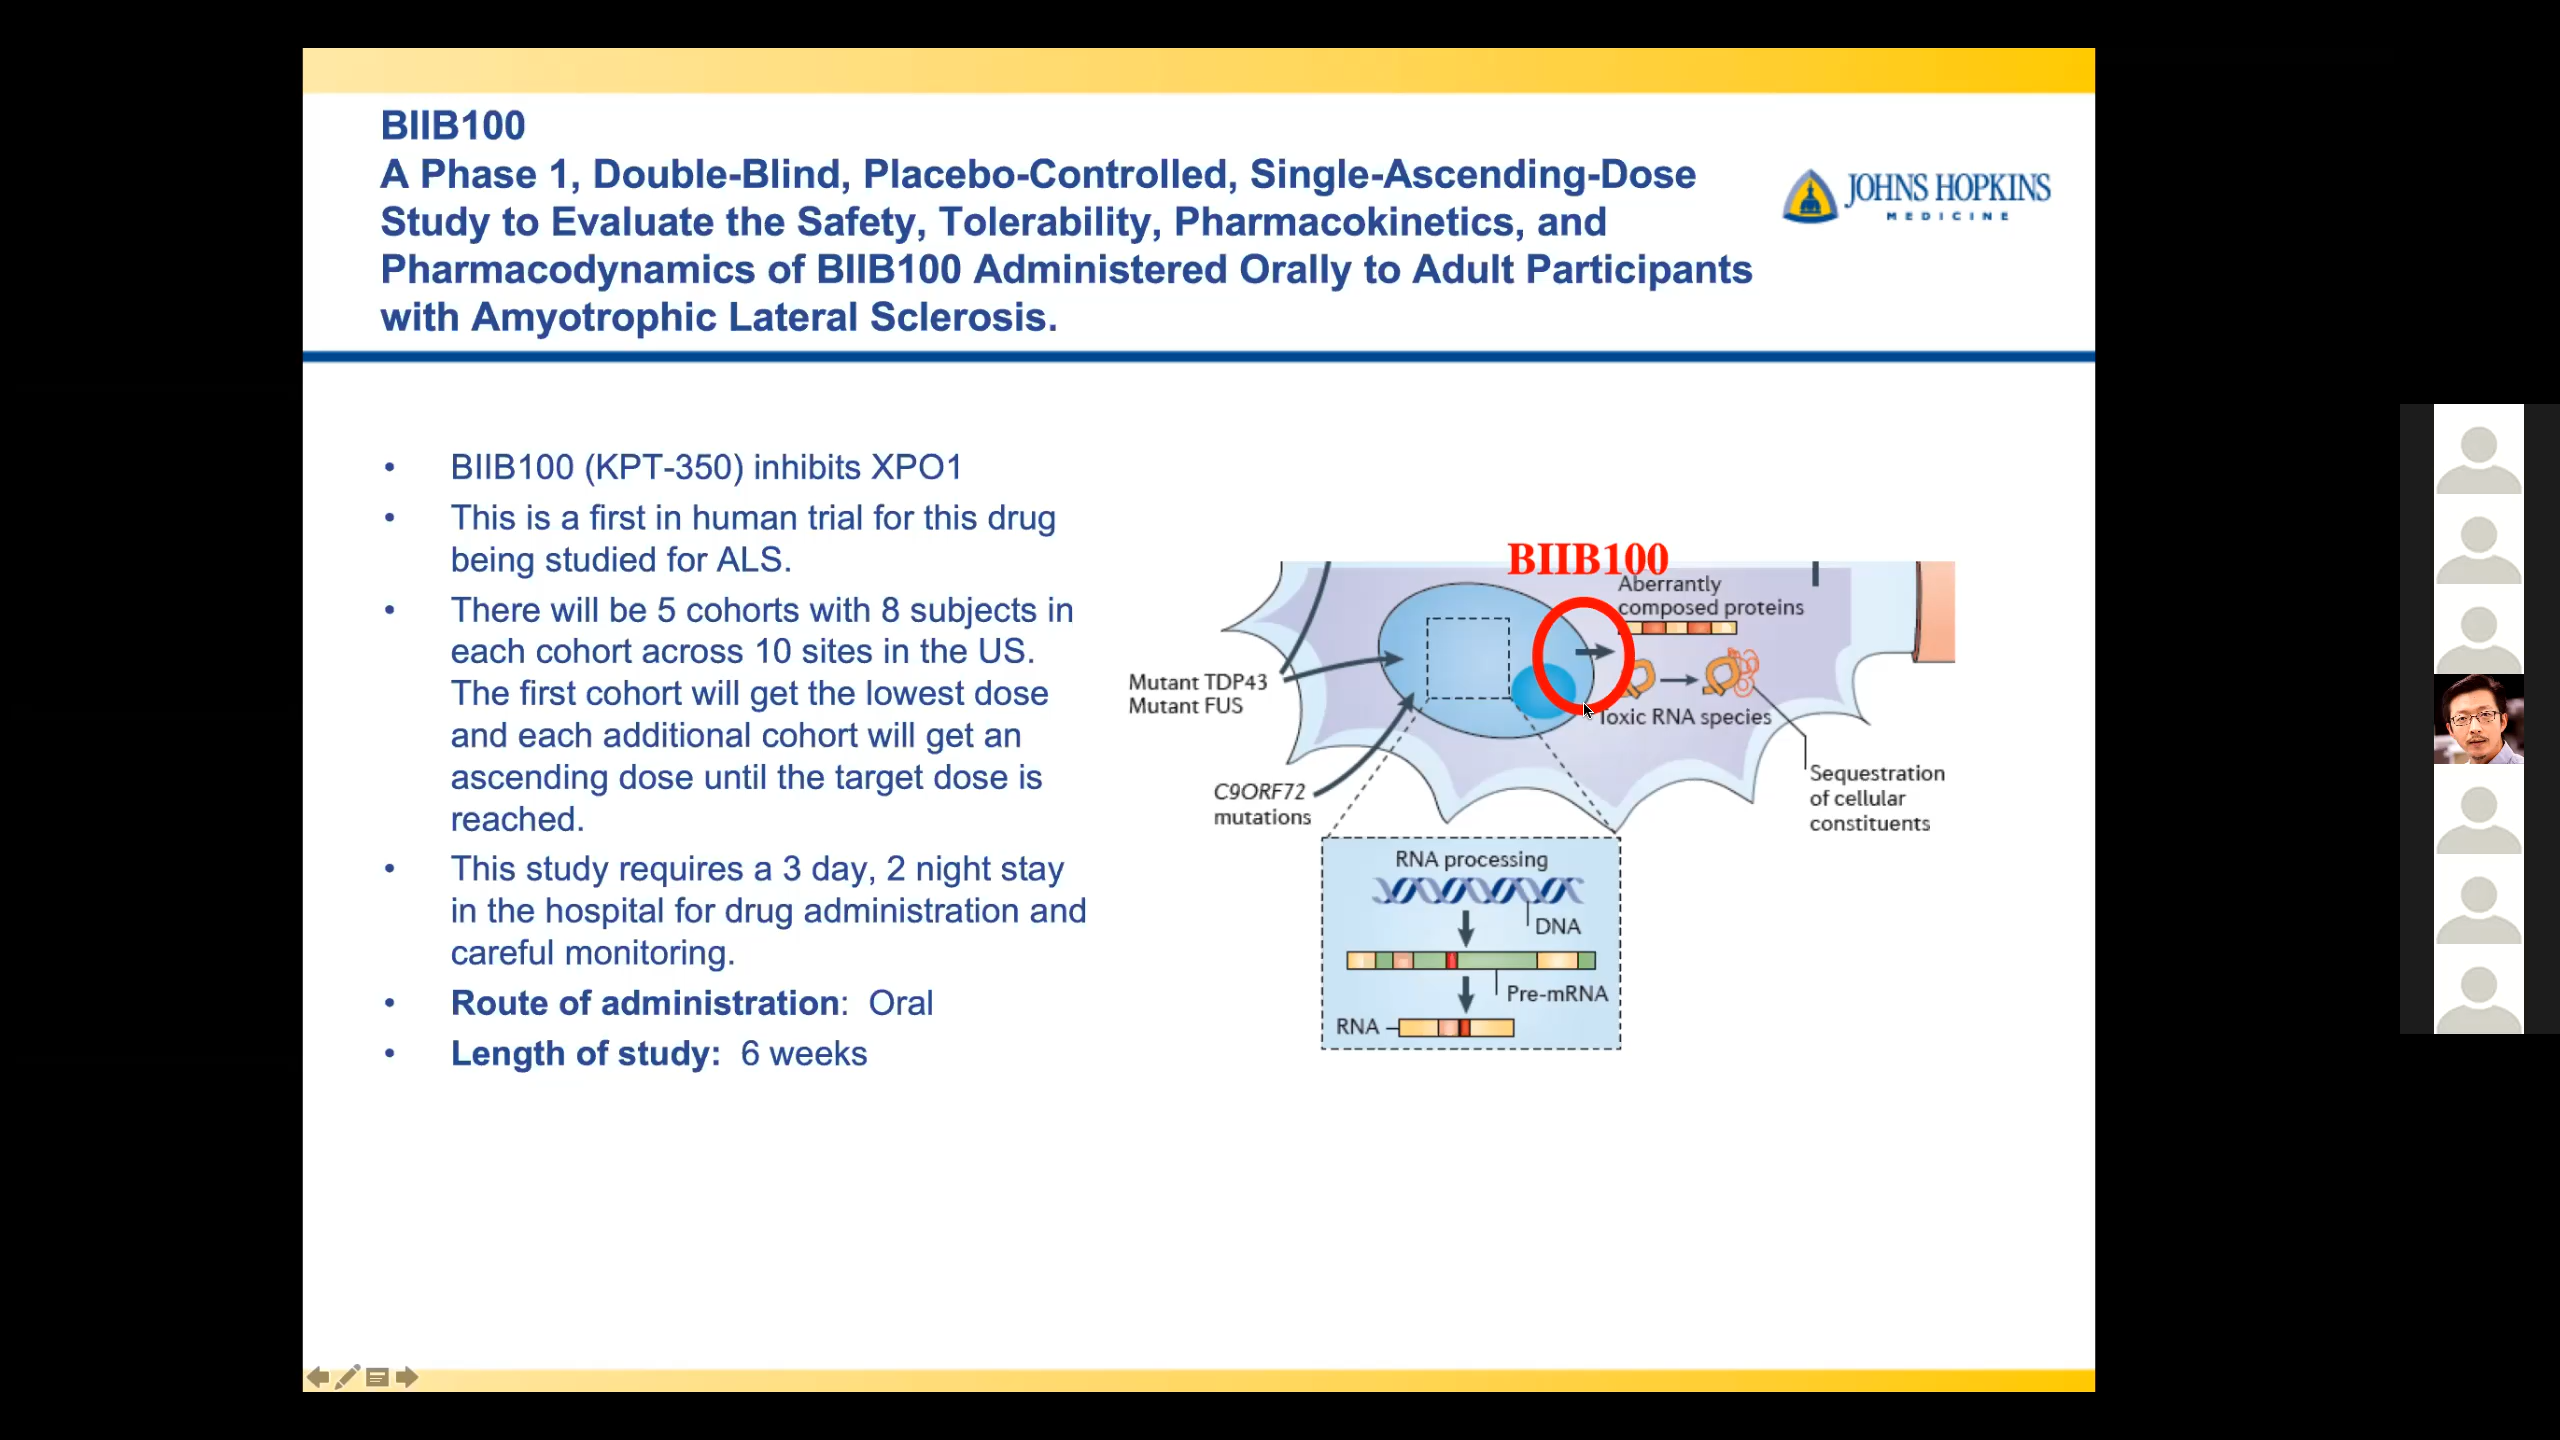 BIIB100
A Phase 1, Double-Blind, Placebo-Controlled, Single-Ascending-Dose
Study to Evaluate the Safety, Tolerability, Pharmacokinetics, and
Pharmacodynamics of BIIB100 Administered Orally to Adult Participants
with Amyotrophic Lateral Sclerosis.
JOHNS HOPKINS
MEDICINE
• BIIB100 (KPT-350) inhibits XPO1
• This is a first in human trial for this drug
being studied for ALS.
• There will be 5 cohorts with 8 subjects in
each cohort across 10 sites in the US.
The first cohort will get the lowest dose
and each additional cohort will get an
ascending dose until the target dose is
reached.
• This study requires a 3 day, 2 night stay
in the hospital for drug administration and
careful monitoring.
• Route of administration: Oral
• Length of study: 6 weeks
BIIB100
Aberrantly
composed proteins
Mutant TDP43
Mutant FUS
Toxic RNA species
C9ORF72
mutations
Sequestration
of cellular
constituents
RNA processing
DNA
Pre-mRNA
RNA